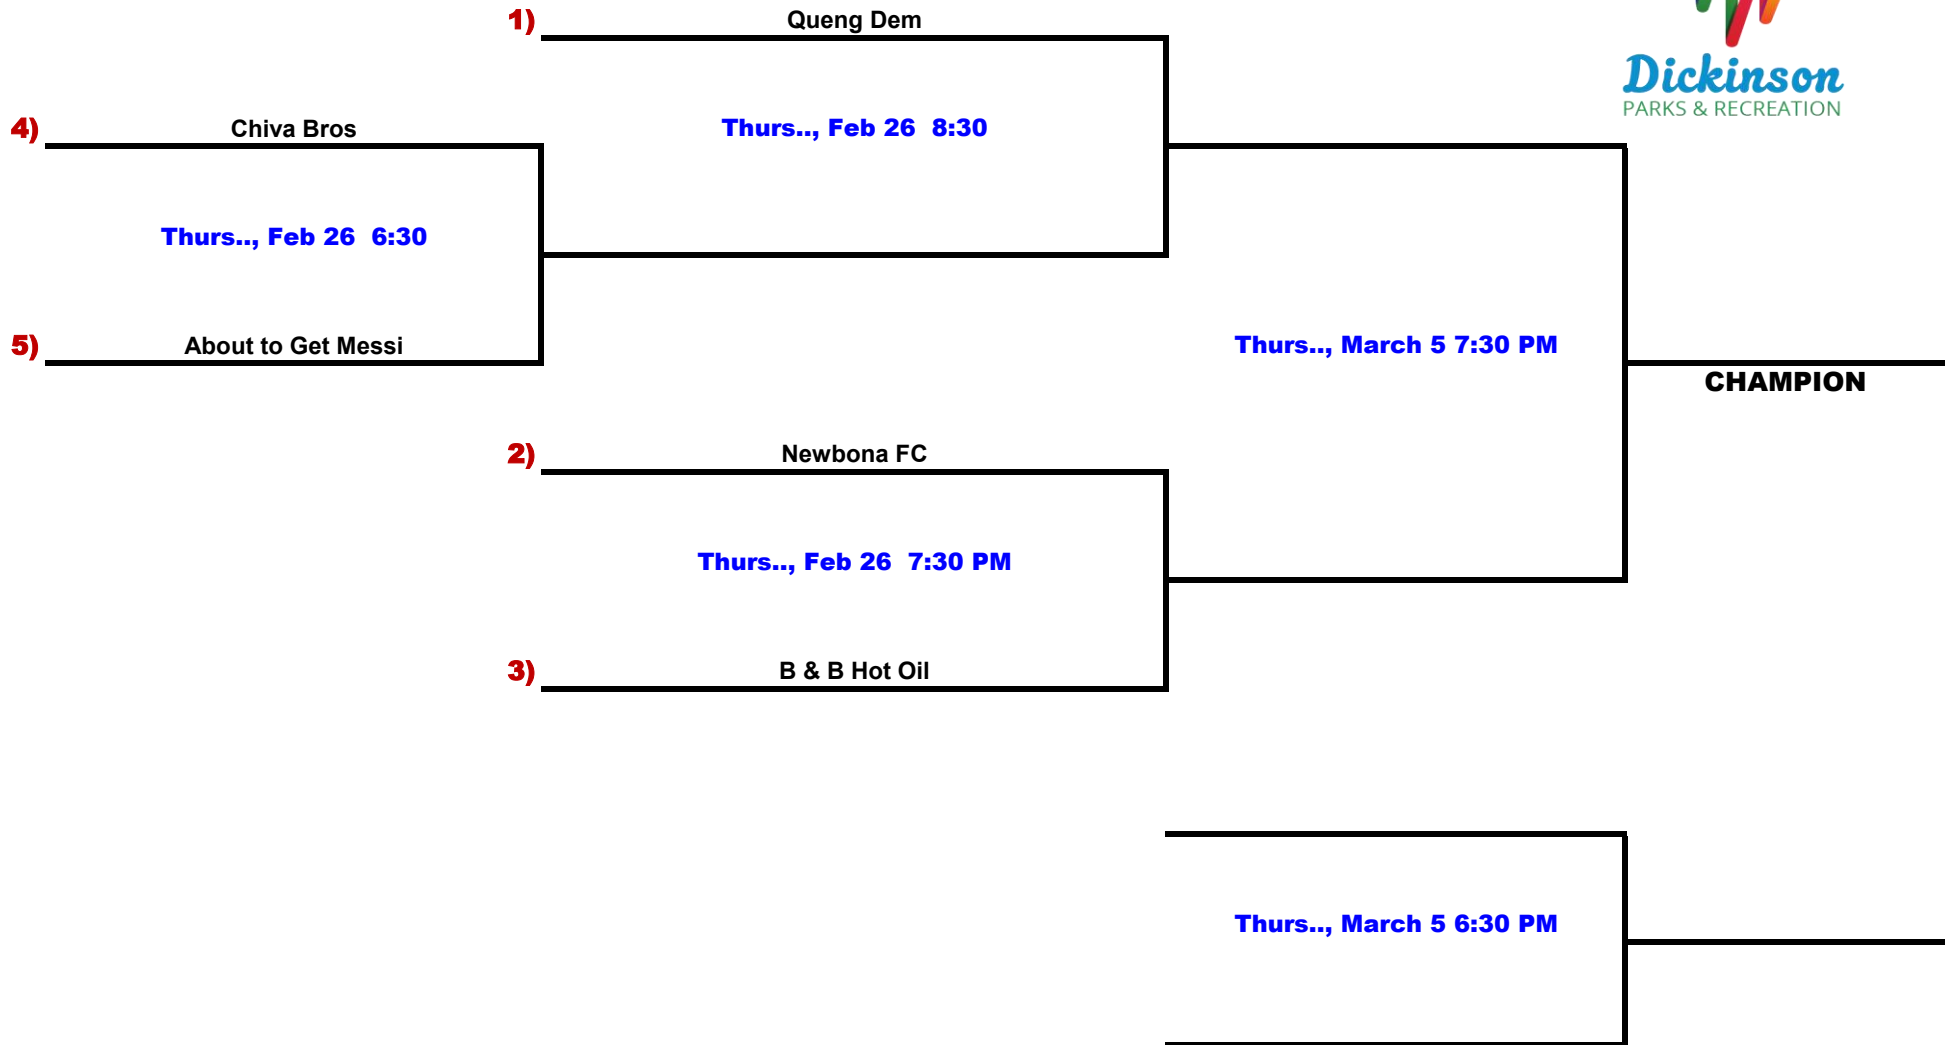 1) Queng Dem
Dickinson
PARKS & RECREATION
4) Chiva Bros
Thurs.., Feb 26  8:30
Thurs.., Feb 26  6:30
5) About to Get Messi
Thurs.., March 5 7:30 PM
CHAMPION
2) Newbona FC
Thurs.., Feb 26  7:30 PM
3) B & B Hot Oil
Thurs.., March 5 6:30 PM